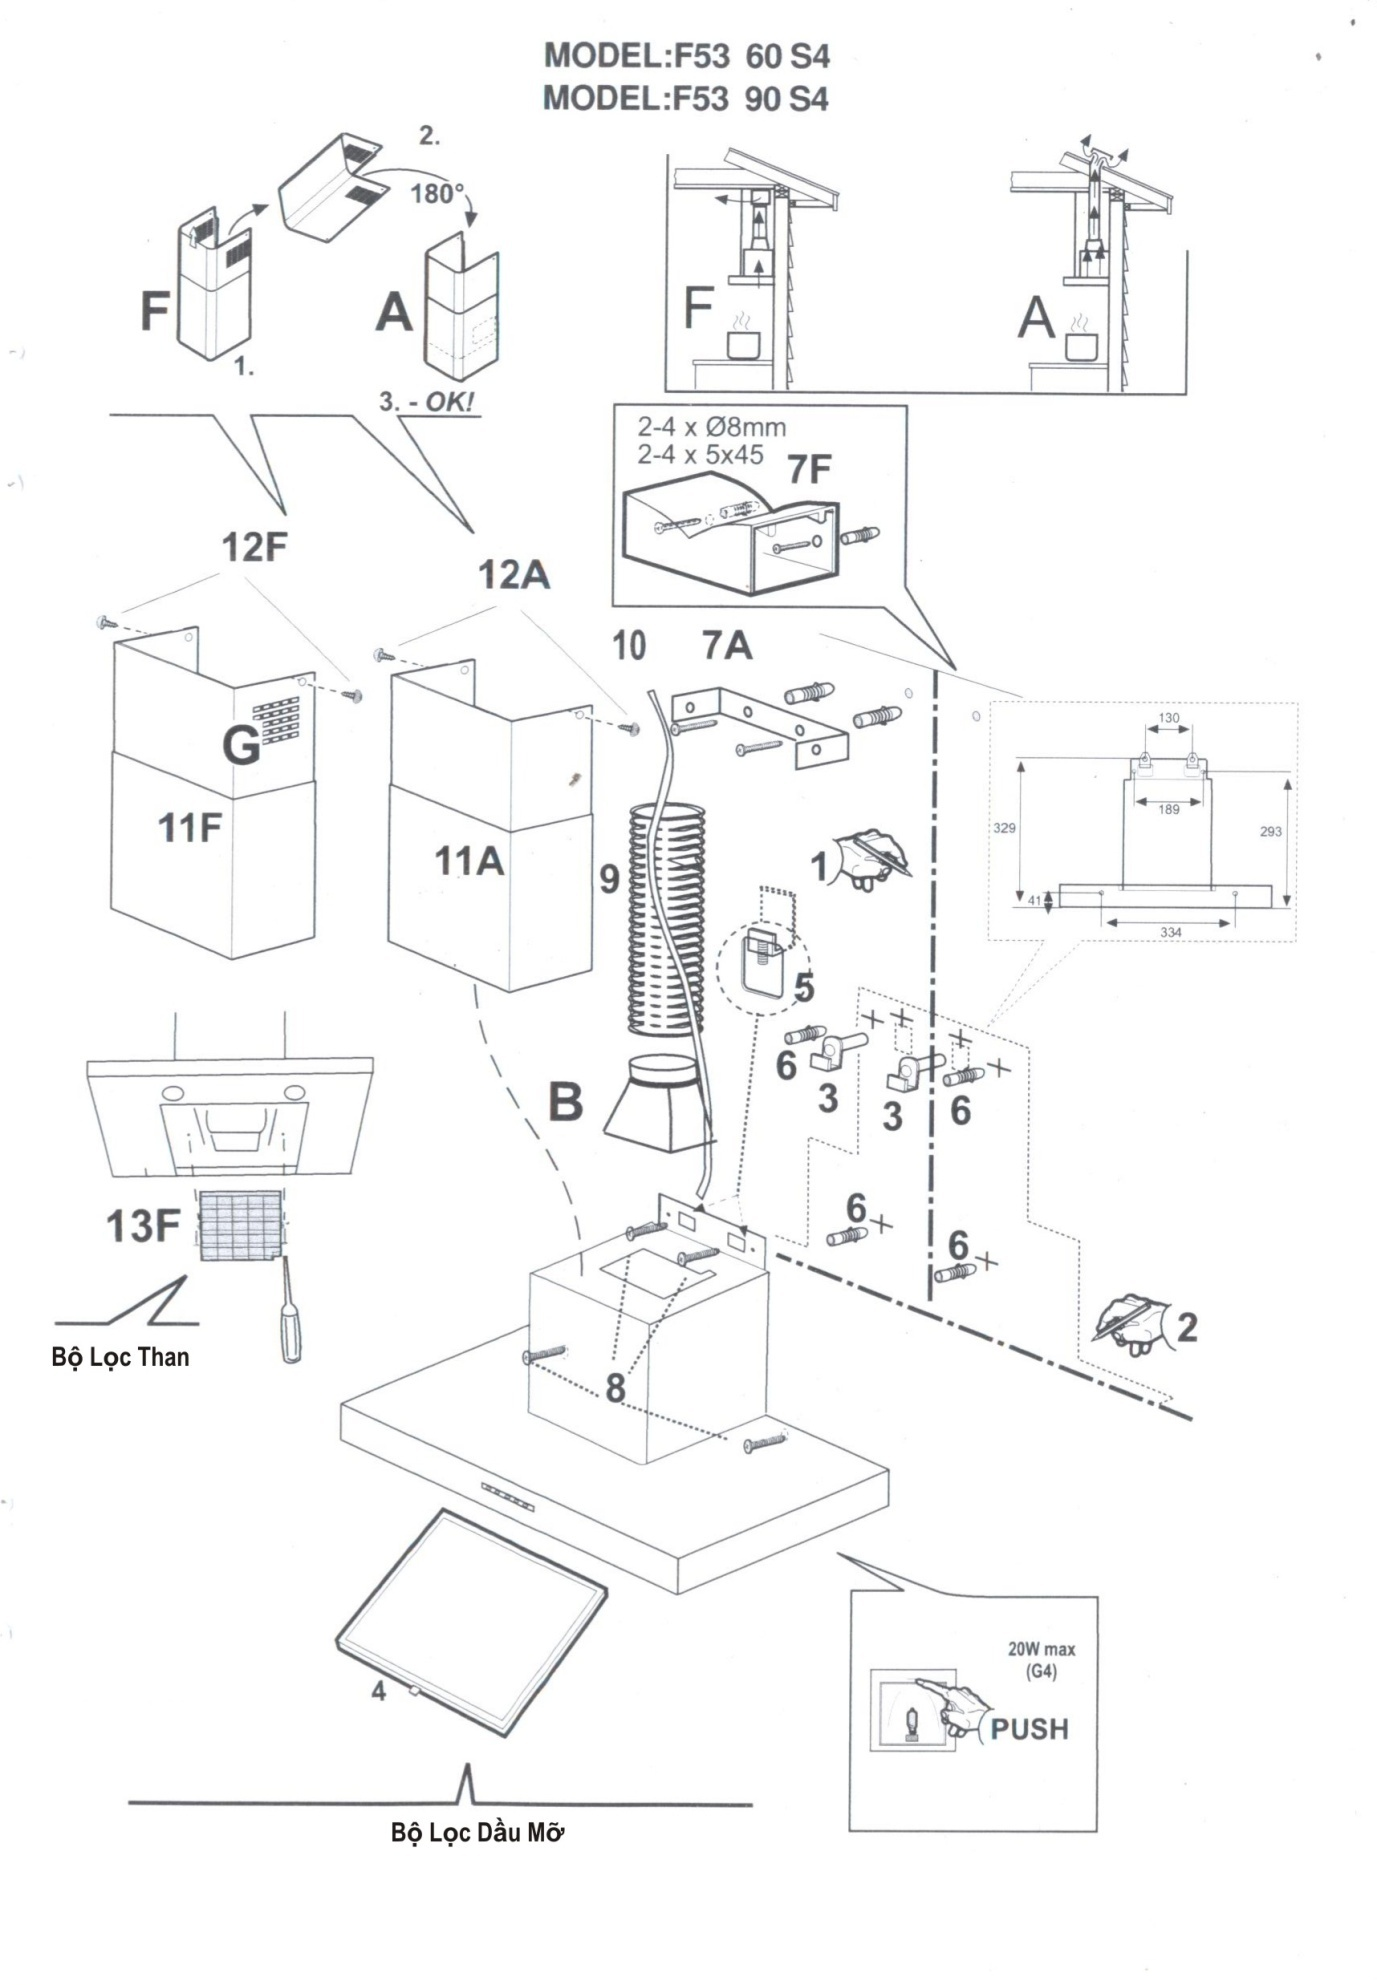 MODEL:F53 60 S4
MODEL:F53 90 S4
2.
180°
F
A
1.
3. - OK!
F
A
2-4 x Ø8mm
2-4 x 5x45
7F
12F
12A
10
7A
G
11F
11A
9
1
130
189
329
293
41
334
5
6
3
3
6
B
13F
6
6
2
Bộ Lọc Than
8
4
20W max
(G4)
PUSH
Bộ Lọc Dầu Mỡ